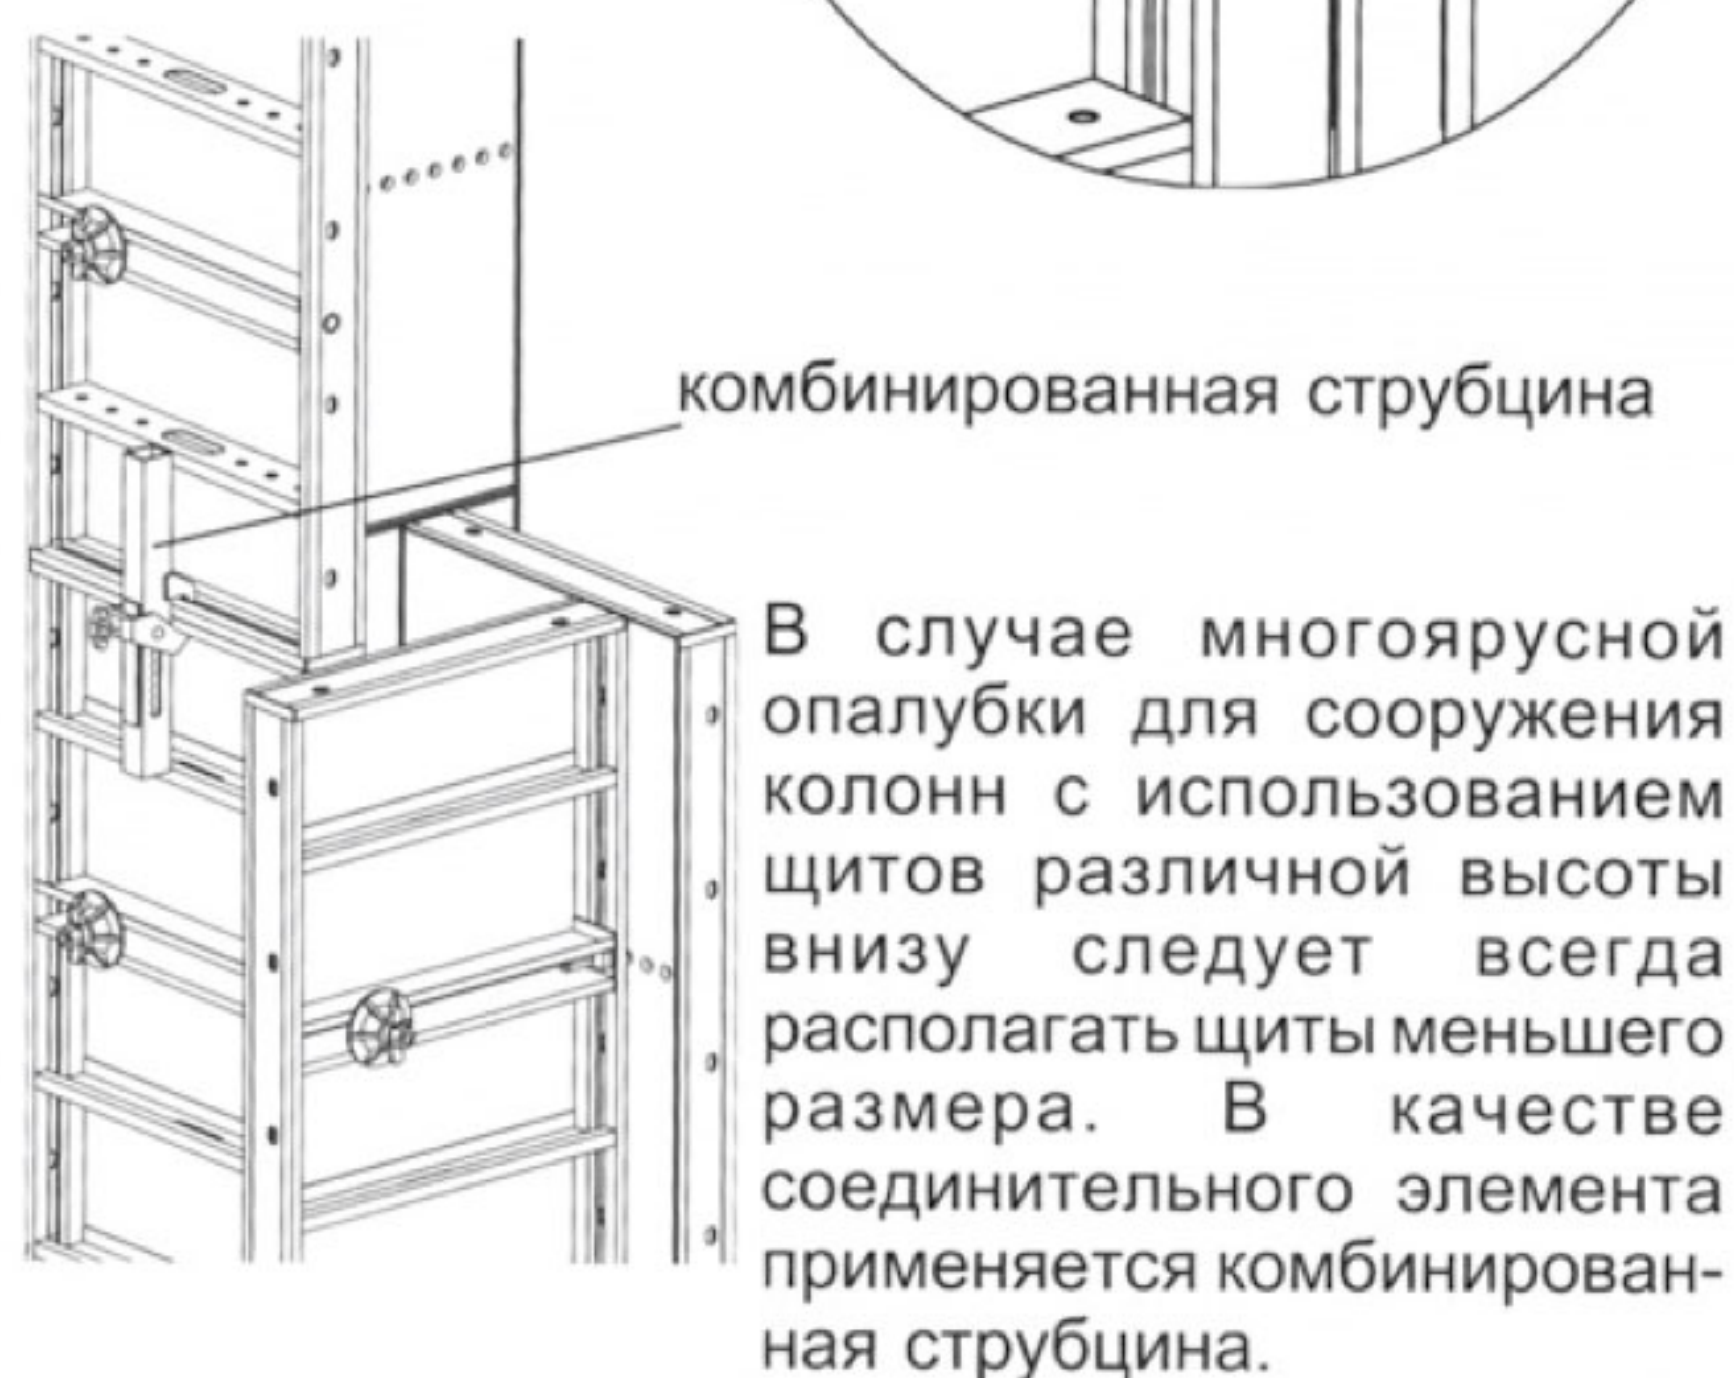 комбинированная струбцина
В случае многоярусной
опалубки для сооружения
колонн с использованием
щитов различной высоты
внизу следует всегда
располагать щиты меньшего
размера. В качестве
соединительного элемента
применяется комбинирован-
ная струбцина.